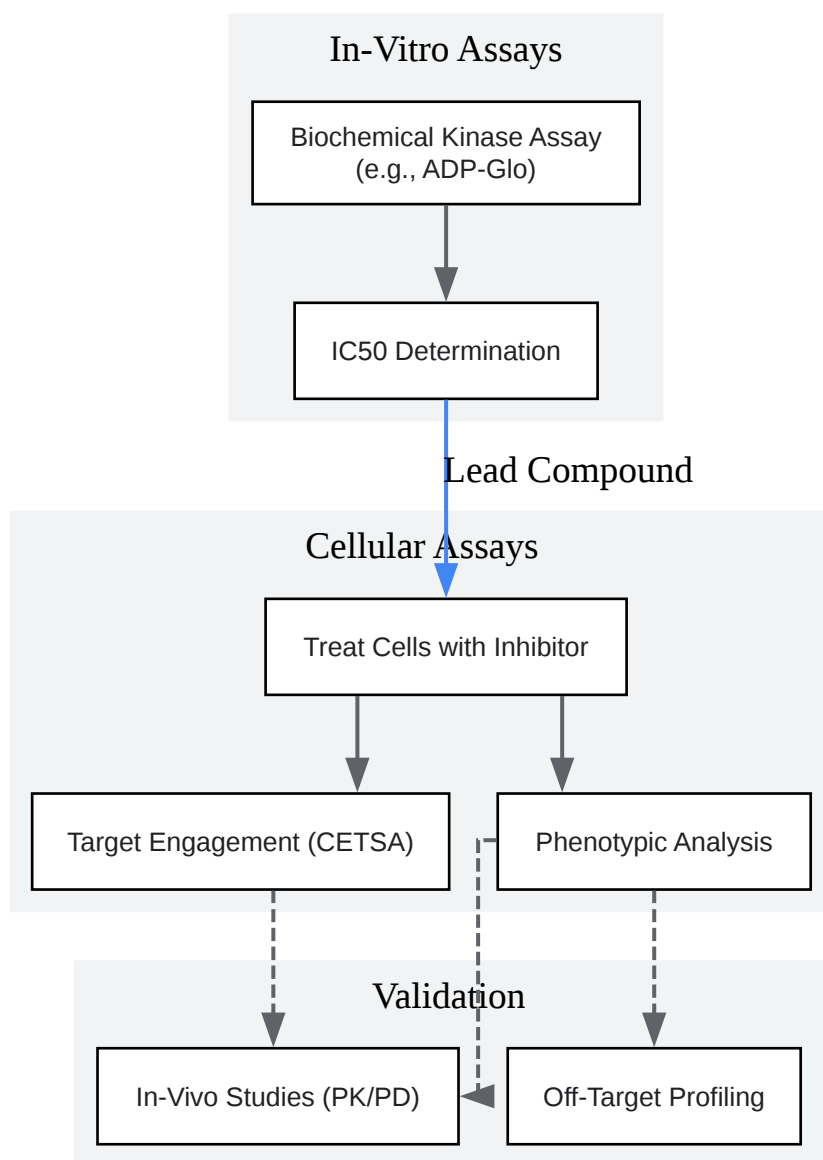 In-Vitro Assays
Biochemical Kinase Assay
(e.g., ADP-Glo)
IC50 Determination
Lead Compound
Cellular Assays
Treat Cells with Inhibitor
Target Engagement (CETSA)
Phenotypic Analysis
Validation
In-Vivo Studies (PK/PD)
Off-Target Profiling